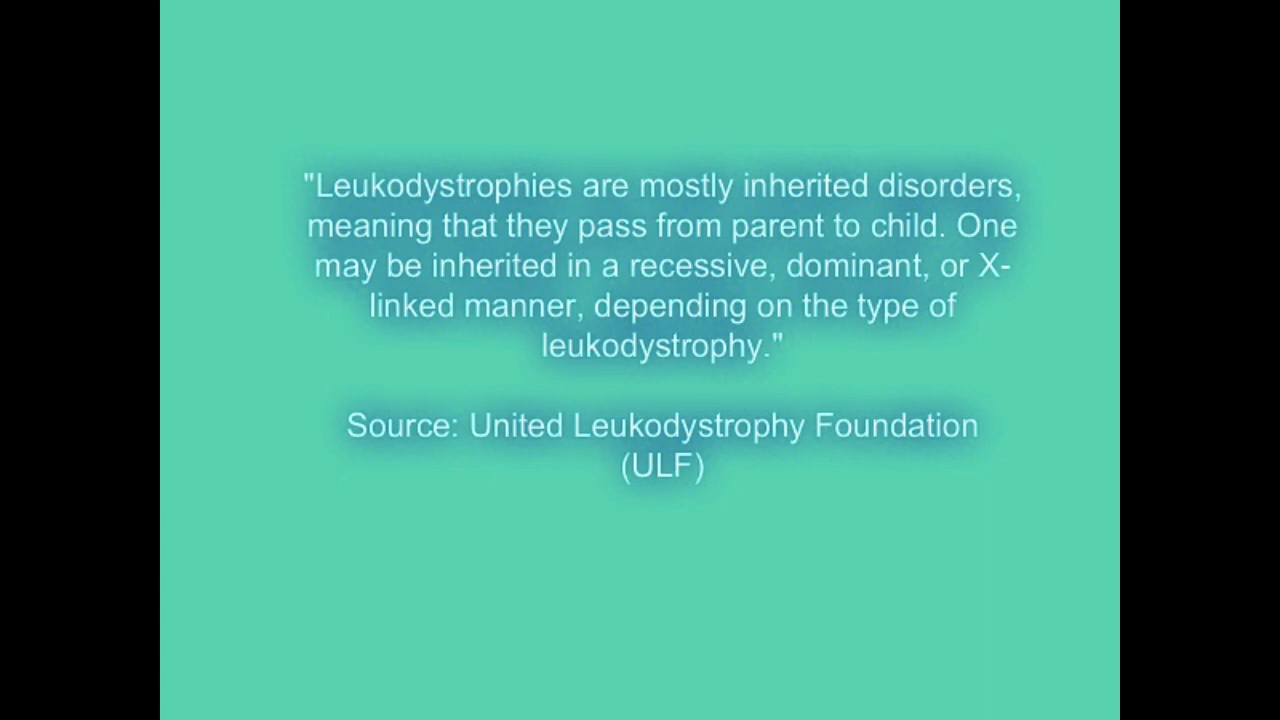 "Leukodystrophies are mostly inherited disorders,
meaning that they pass from parent to child. One
may be inherited in a recessive, dominant, or X-
linked manner, depending on the type of
leukodystrophy."
Source: United Leukodystrophy Foundation
(ULF)